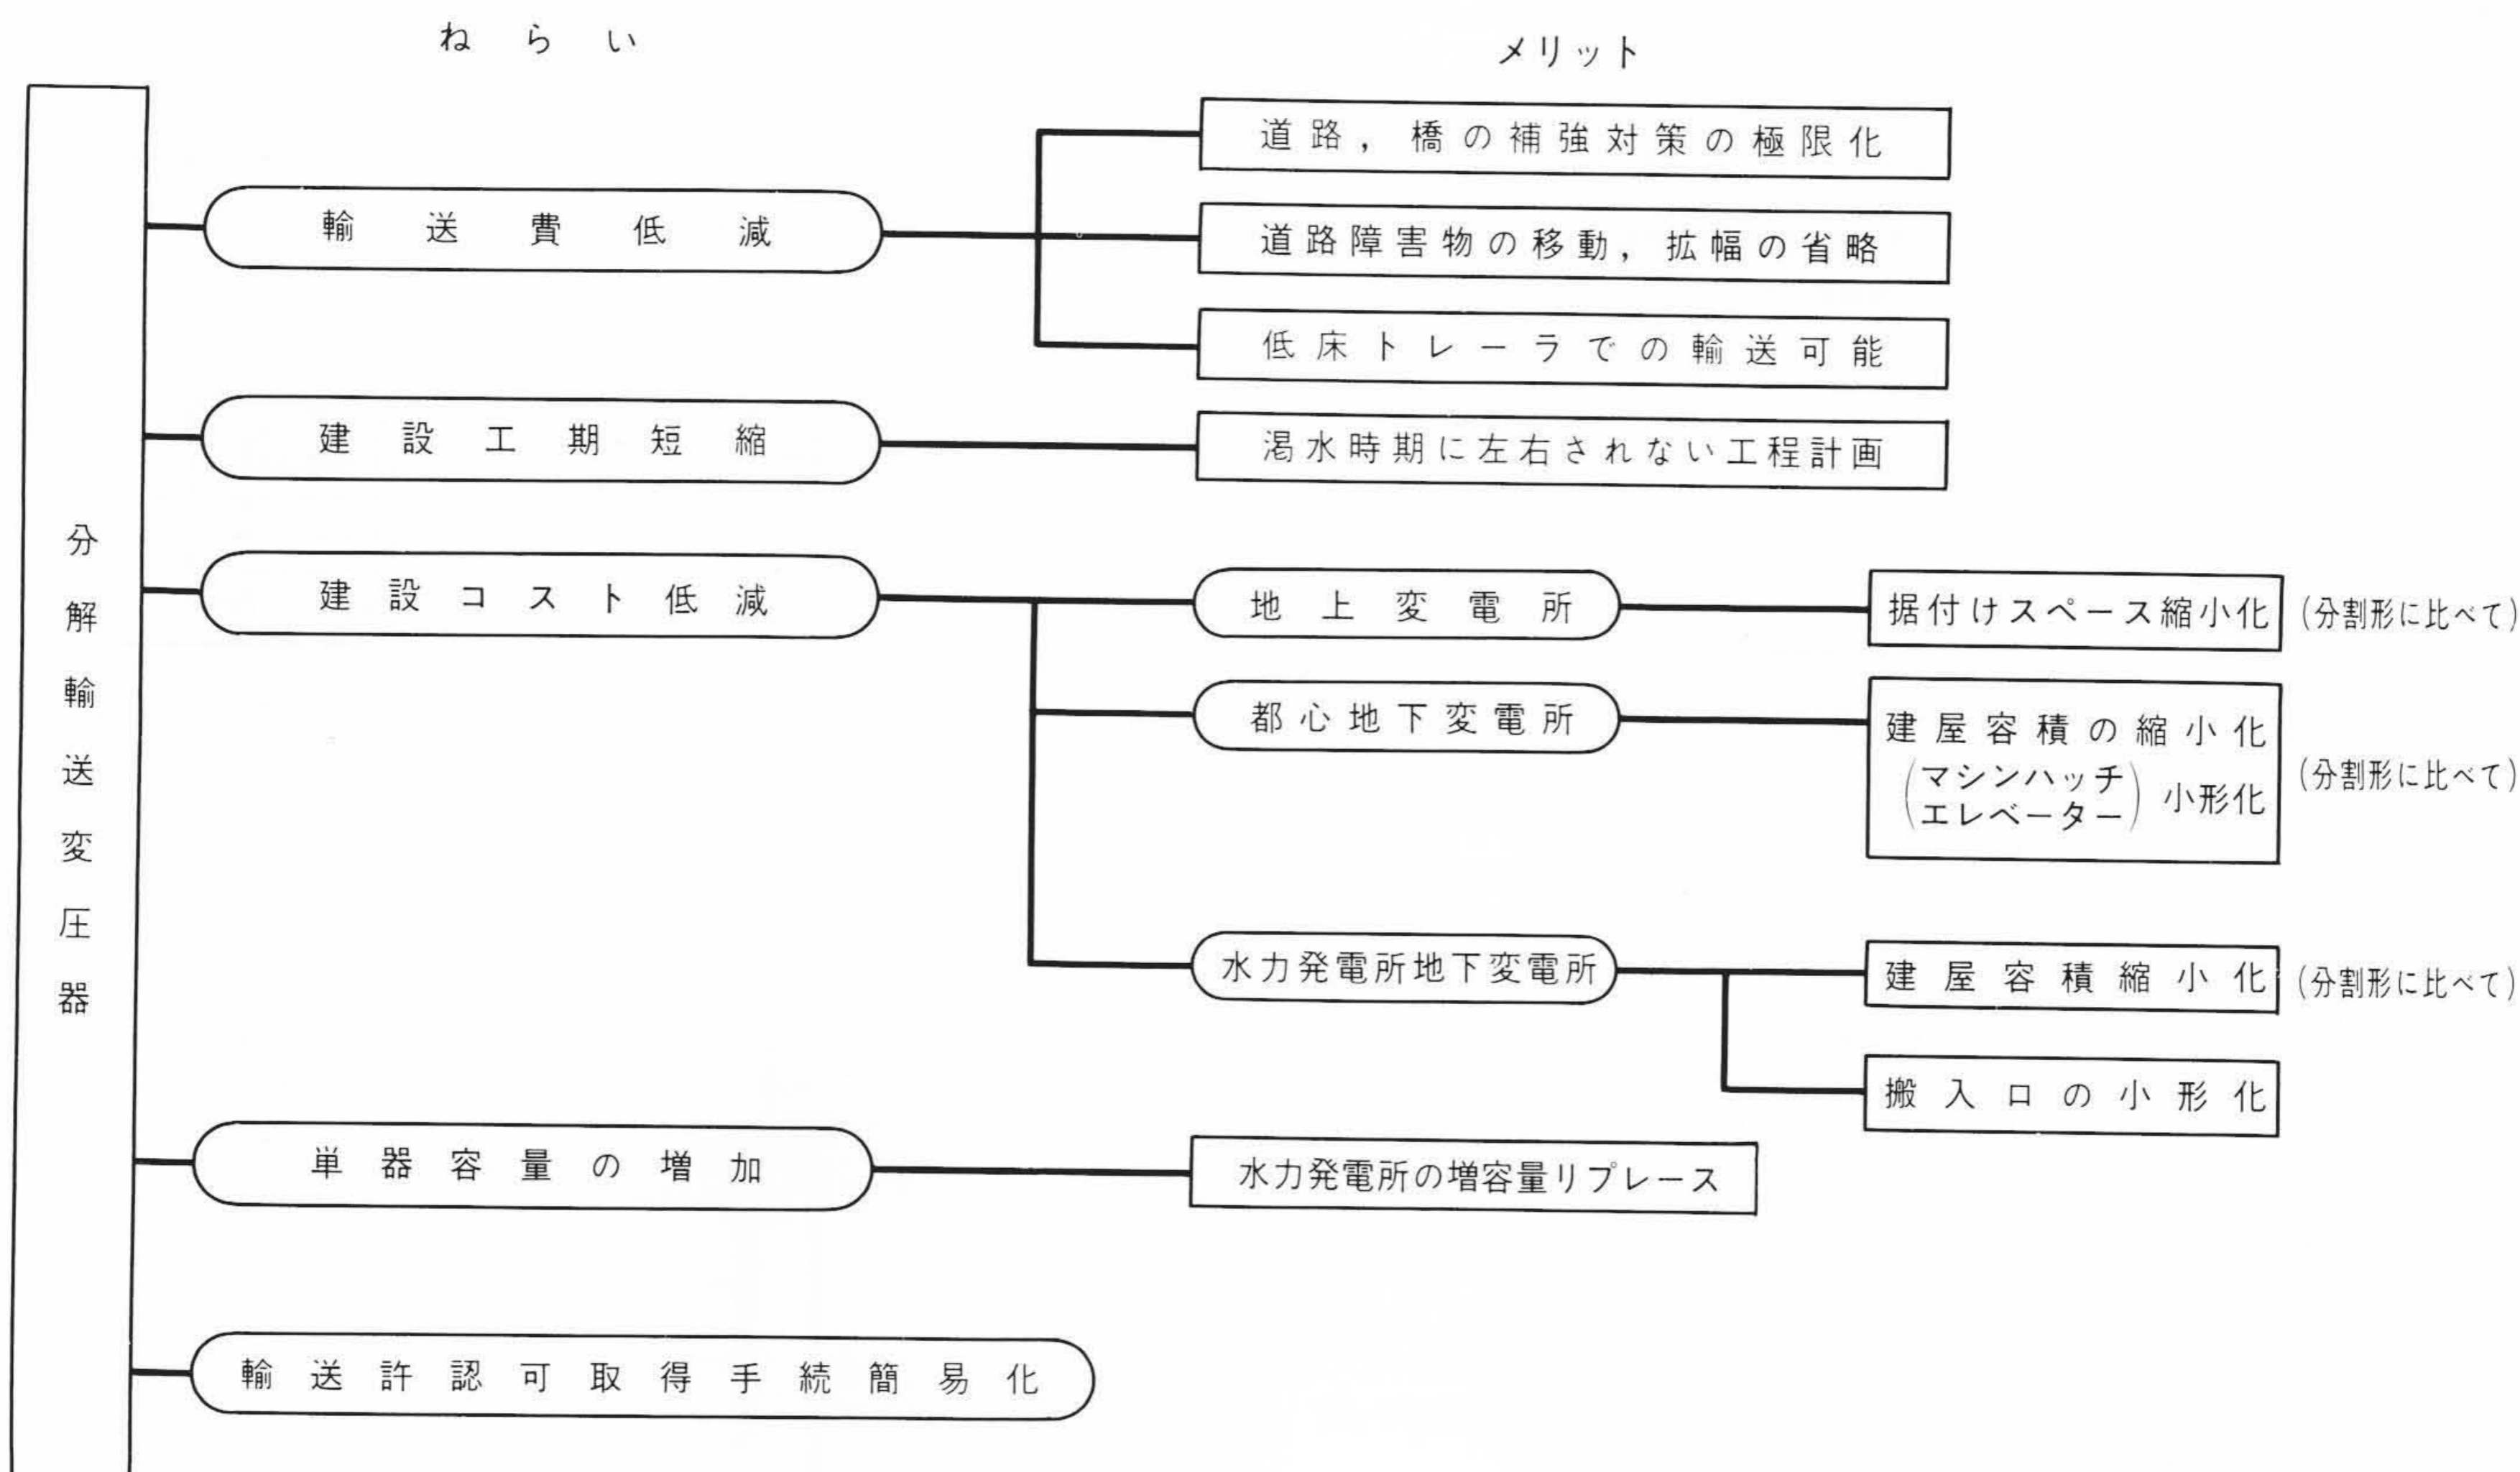 ねらい
メリット
分解輸送変圧器
輸送費低減
道路，橋の補強対策の極限化
道路障害物の移動，拡幅の省略
低床トレーラでの輸送可能
建設工期短縮
渇水時期に左右されない工程計画
建設コスト低減
地上変電所
据付けスペース縮小化
(分割形に比べて)
都心地下変電所
建屋容積の縮小化
(マシンハッチ
エレベーター) 小形化
(分割形に比べて)
水力発電所地下変電所
建屋容積縮小化
(分割形に比べて)
搬入口の小形化
単器容量の増加
水力発電所の増容量リプレース
輸送許認可取得手続簡易化